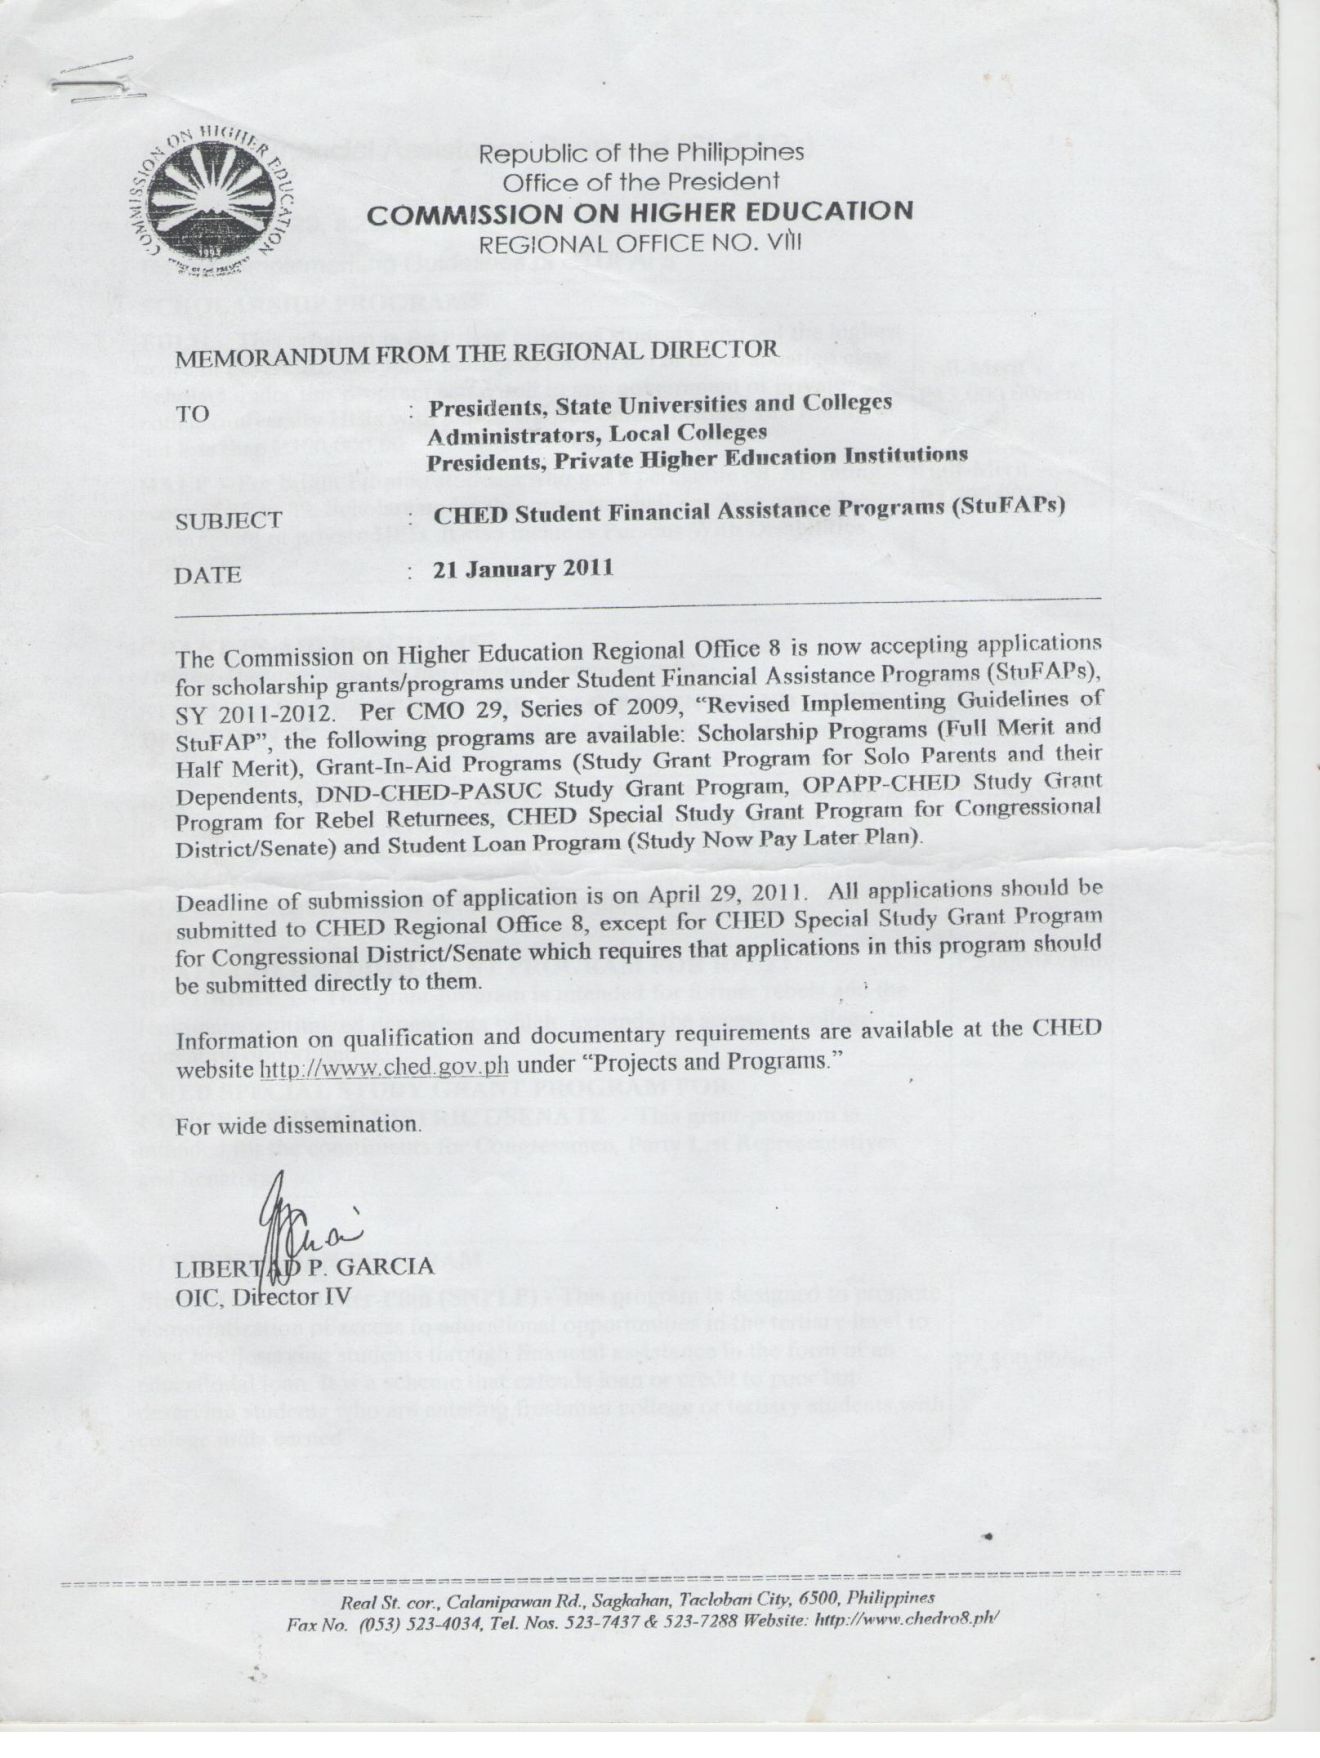 COMMISSION ON HIGHER EDUCATION
Republic of the Philippines
Office of the President
COMMISSION ON HIGHER EDUCATION
REGIONAL OFFICE NO. VIII
MEMORANDUM FROM THE REGIONAL DIRECTOR
TO : Presidents, State Universities and Colleges
Administrators, Local Colleges
Presidents, Private Higher Education Institutions
SUBJECT : CHED Student Financial Assistance Programs (StuFAPs)
DATE : 21 January 2011
The Commission on Higher Education Regional Office 8 is now accepting applications
for scholarship grants/programs under Student Financial Assistance Programs (StuFAPs),
SY 2011-2012. Per CMO 29, Series of 2009, “Revised Implementing Guidelines of
StuFAP”, the following programs are available: Scholarship Programs (Full Merit and
Half Merit), Grant-In-Aid Programs (Study Grant Program for Solo Parents and their
Dependents, DND-CHED-PASUC Study Grant Program, OPAPP-CHED Study Grant
Program for Rebel Returnees, CHED Special Study Grant Program for Congressional
District/Senate) and Student Loan Program (Study Now Pay Later Plan).
Deadline of submission of application is on April 29, 2011. All applications should be
submitted to CHED Regional Office 8, except for CHED Special Study Grant Program
for Congressional District/Senate which requires that applications in this program should
be submitted directly to them.
Information on qualification and documentary requirements are available at the CHED
website http://www.ched.gov.ph under “Projects and Programs.”
For wide dissemination.
LIBERTAD P. GARCIA
OIC, Director IV
Real St. cor., Calanipawan Rd., Sagkahan, Tacloban City, 6500, Philippines
Fax No. (053) 523-4034, Tel. Nos. 523-7437 & 523-7288 Website: http://www.chedro8.ph/